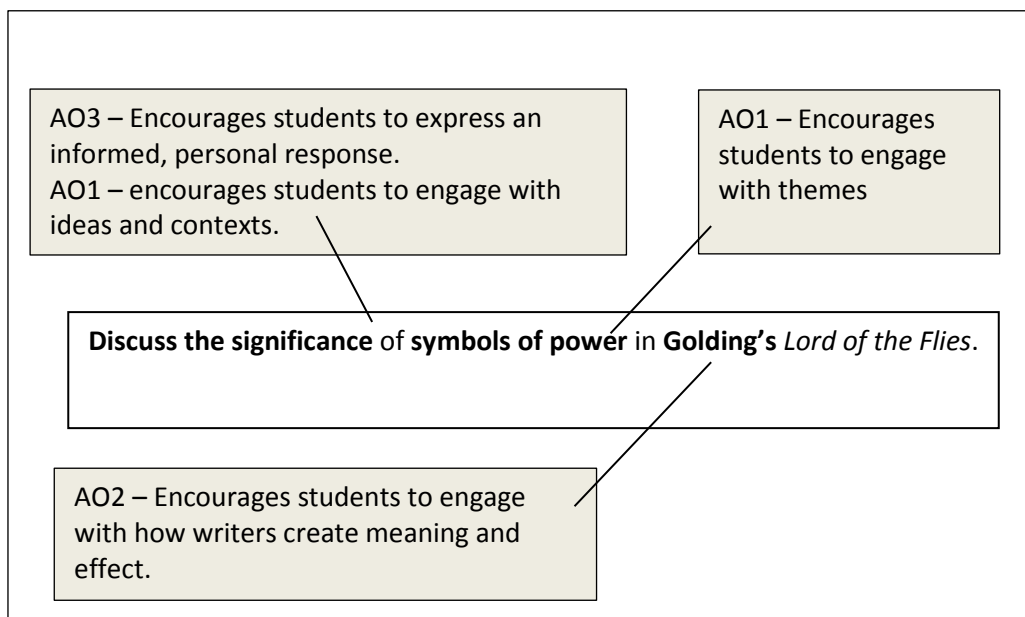 AO3 – Encourages students to express an
informed, personal response.
AO1 – encourages students to engage with
ideas and contexts.
AO1 – Encourages
students to engage
with themes
Discuss the significance of symbols of power in Golding’s Lord of the Flies.
AO2 – Encourages students to engage
with how writers create meaning and
effect.